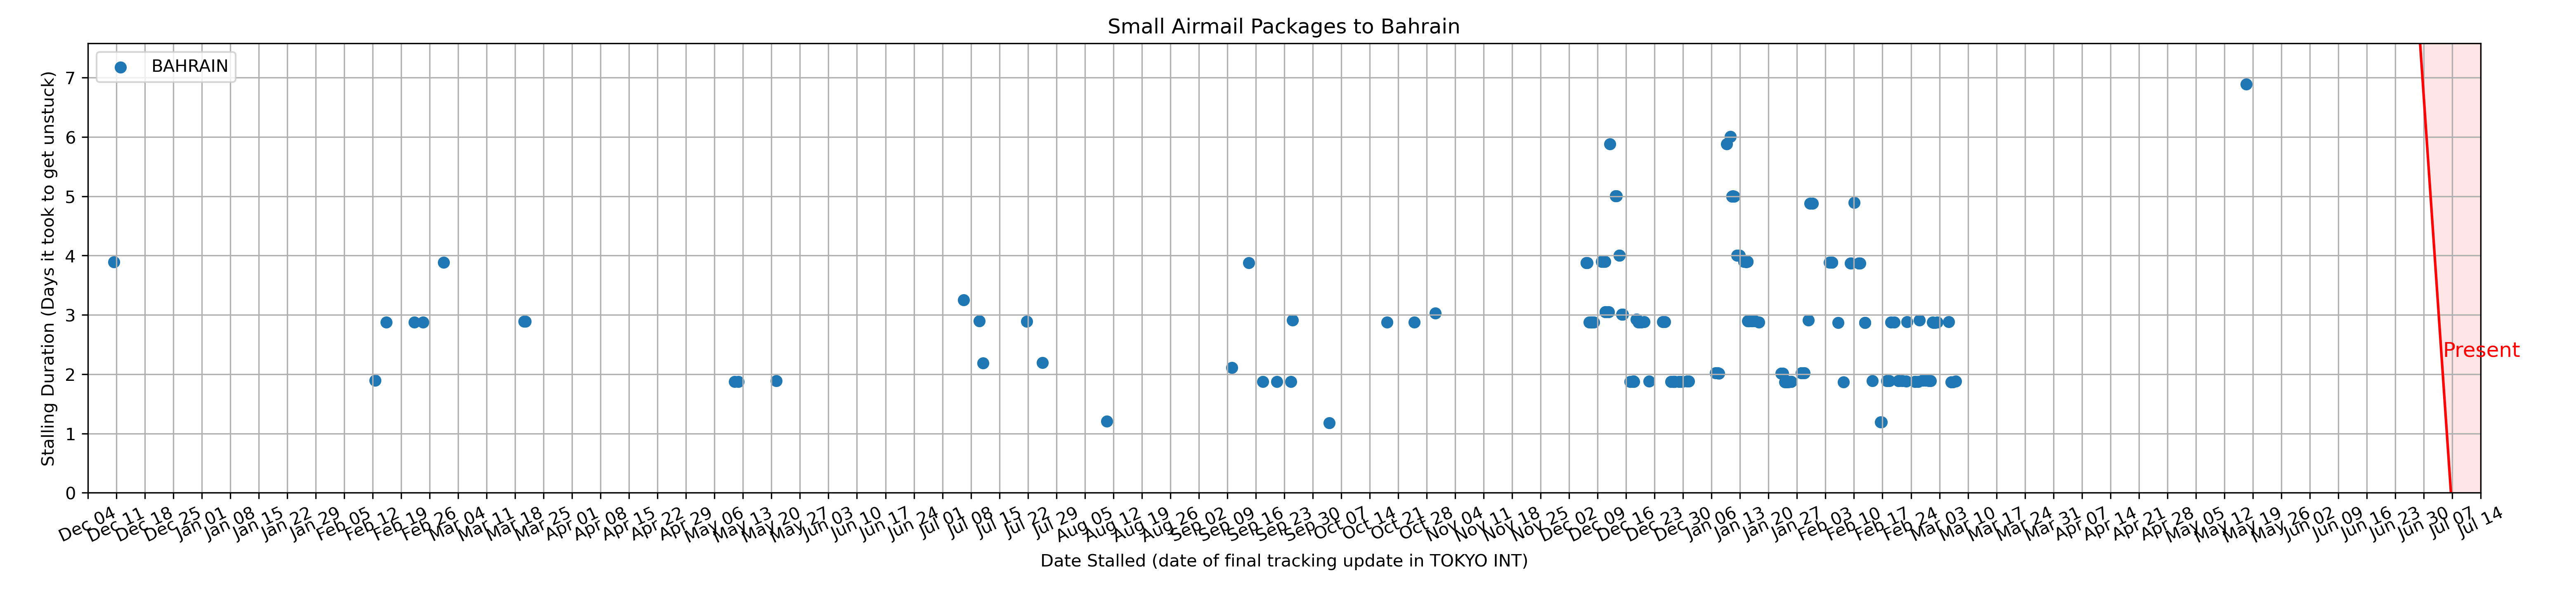 Small Airmail Packages to Bahrain
BAHRAIN
Stalling Duration (Days it took to get unstuck)
7
6
5
4
3
2
1
0
Present
Dec 04
Dec 11
Dec 18
Dec 25
Jan 01
Jan 08
Jan 15
Jan 22
Jan 29
Feb 05
Feb 12
Feb 19
Feb 26
Mar 04
Mar 11
Mar 18
Mar 25
Apr 01
Apr 08
Apr 15
Apr 22
Apr 29
May 06
May 13
May 20
May 27
Jun 03
Jun 10
Jun 17
Jun 24
Jul 01
Jul 08
Jul 15
Jul 22
Jul 29
Aug 05
Aug 12
Aug 19
Aug 26
Sep 02
Sep 09
Sep 16
Sep 23
Sep 30
Oct 07
Oct 14
Oct 21
Oct 28
Nov 04
Nov 11
Nov 18
Nov 25
Dec 02
Dec 09
Dec 16
Dec 23
Dec 30
Jan 06
Jan 13
Jan 20
Jan 27
Feb 03
Feb 10
Feb 17
Feb 24
Mar 03
Mar 10
Mar 17
Mar 24
Mar 31
Apr 07
Apr 14
Apr 21
Apr 28
May 05
May 12
May 19
May 26
Jun 02
Jun 09
Jun 16
Jun 23
Jun 30
Jul 07
Jul 14
Date Stalled (date of final tracking update in TOKYO INT)